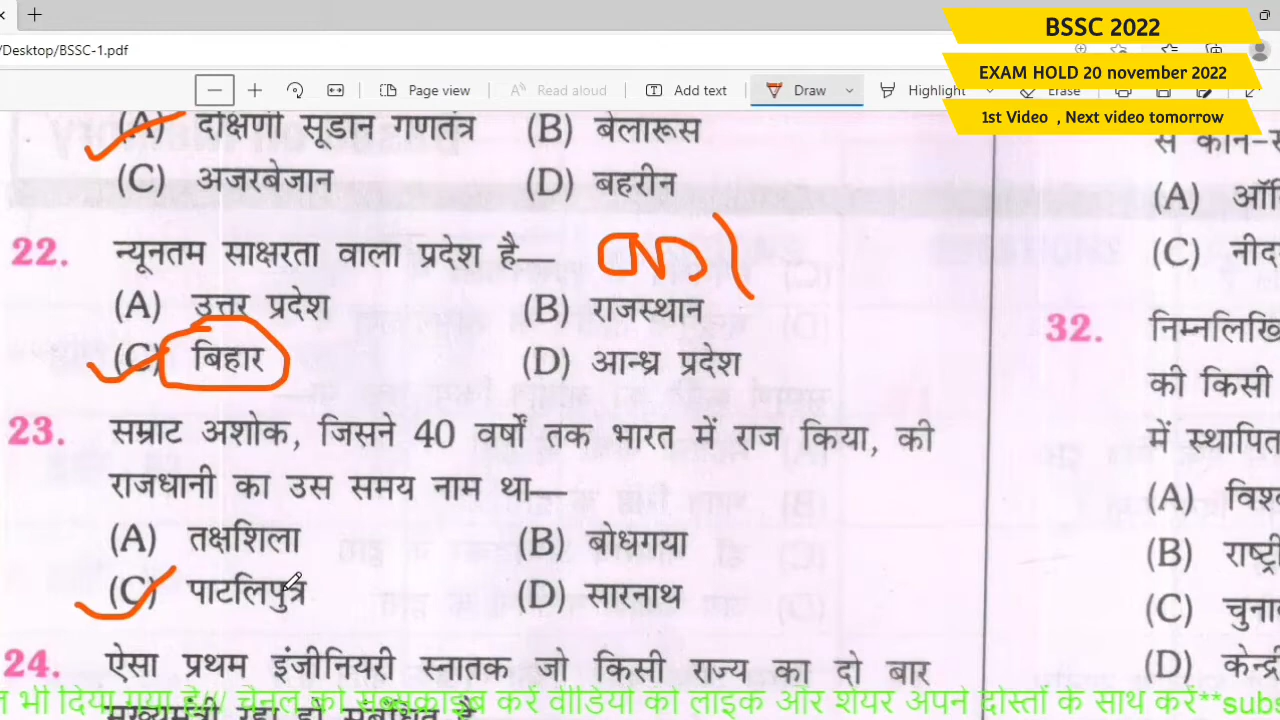 BSSC 2022
/Desktop/BSSC-1.pdf
EXAM HOLD 20 november 2022
Page view
Read aloud
Add text
Draw
Highlight
Erase
1st Video , Next video tomorrow
(A) दक्षिणी सूडान गणतंत्र (B) बेलारूस
(C) अजरबेजान (D) बहरीन
22. न्यूनतम साक्षरता वाला प्रदेश है—
(A) उत्तर प्रदेश (B) राजस्थान
(C) बिहार (D) आन्ध्र प्रदेश
23. सम्राट अशोक, जिसने 40 वर्षों तक भारत में राज किया, की
राजधानी का उस समय नाम था—
(A) तक्षशिला (B) बोधगया
(C) पाटलिपुत्र (D) सारनाथ
24. ऐसा प्रथम इंजीनियरी स्नातक जो किसी राज्य का दो बार
(A)
(C) नीद
32. निम्नलिखि
की किसी
में स्थापित
(A) विश
(B) राष्ट्री
(C) चुना
(D) केन्द्री
भी दिया गया है// चेनल को सब्सक्राइब करें वीडियो को लाइक और शेयर अपने दोस्तों के साथ करें**subs